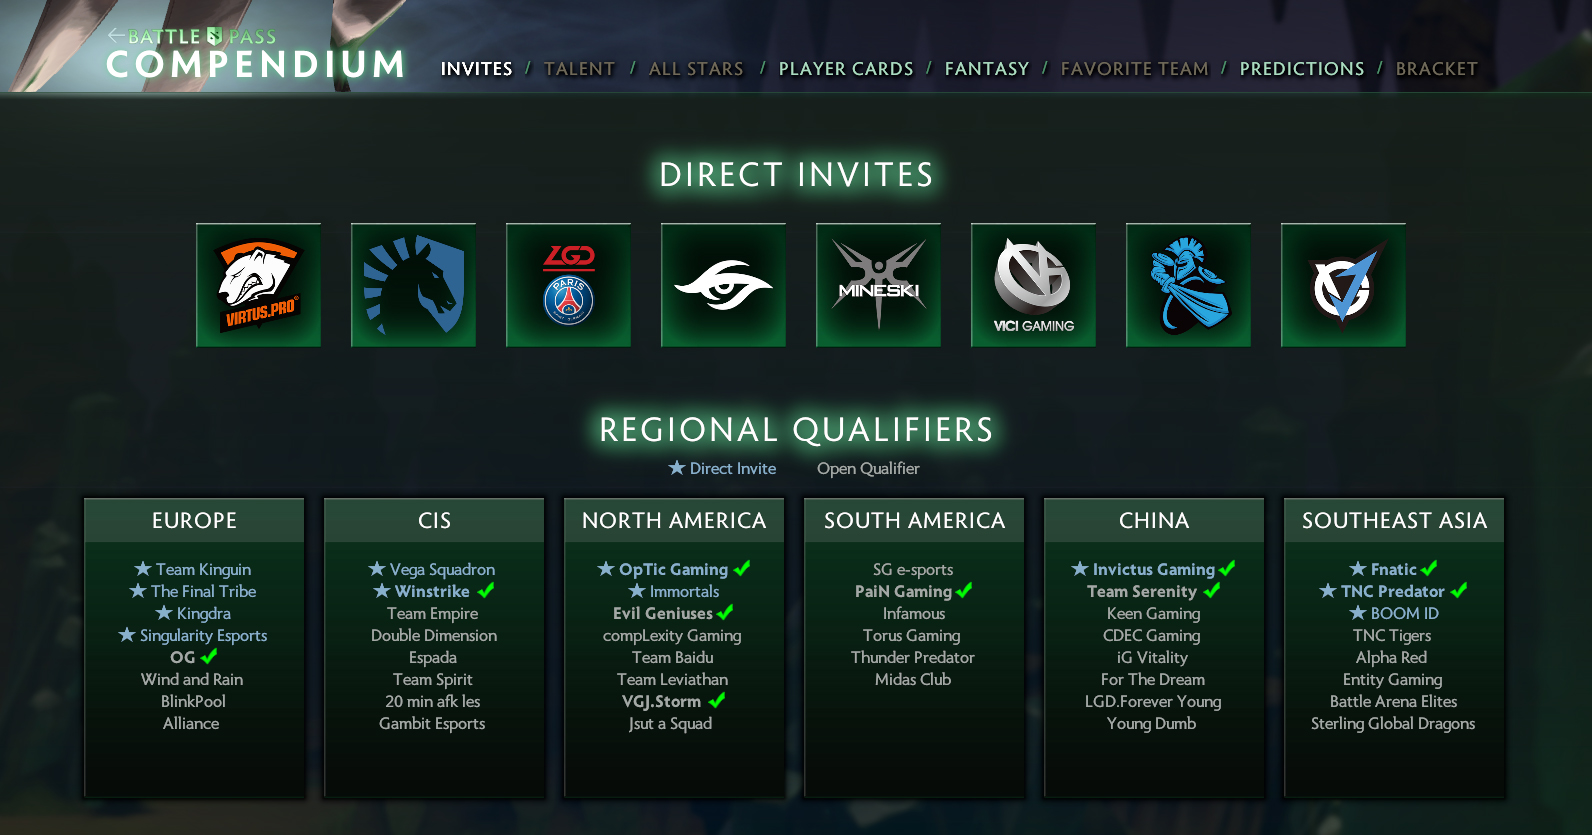 BATTLE PASS
COMPENDIUM
INVITES / TALENT / ALL STARS / PLAYER CARDS / FANTASY / FAVORITE TEAM / PREDICTIONS / BRACKET
DIRECT INVITES
VIRTUS.PRO
LGD
PARIS
MINESKI
VICI GAMING
REGIONAL QUALIFIERS
★ Direct Invite Open Qualifier
EUROPE
★ Team Kinguin
★ The Final Tribe
★ Kingdra
★ Singularity Esports
OG ✔
Wind and Rain
BlinkPool
Alliance
CIS
★ Vega Squadron
★ Winstrike ✔
Team Empire
Double Dimension
Espada
Team Spirit
20 min afk les
Gambit Esports
NORTH AMERICA
★ OpTic Gaming ✔
★ Immortals
Evil Geniuses ✔
compLexity Gaming
Team Baidu
Team Leviathan
VGJ.Storm ✔
Jsut a Squad
SOUTH AMERICA
SG e-sports
PaiN Gaming ✔
Infamous
Torus Gaming
Thunder Predator
Midas Club
CHINA
★ Invictus Gaming ✔
Team Serenity ✔
Keen Gaming
CDEC Gaming
iG Vitality
For The Dream
LGD.Forever Young
Young Dumb
SOUTHEAST ASIA
★ Fnatic ✔
★ TNC Predator ✔
★ BOOM ID
TNC Tigers
Alpha Red
Entity Gaming
Battle Arena Elites
Sterling Global Dragons